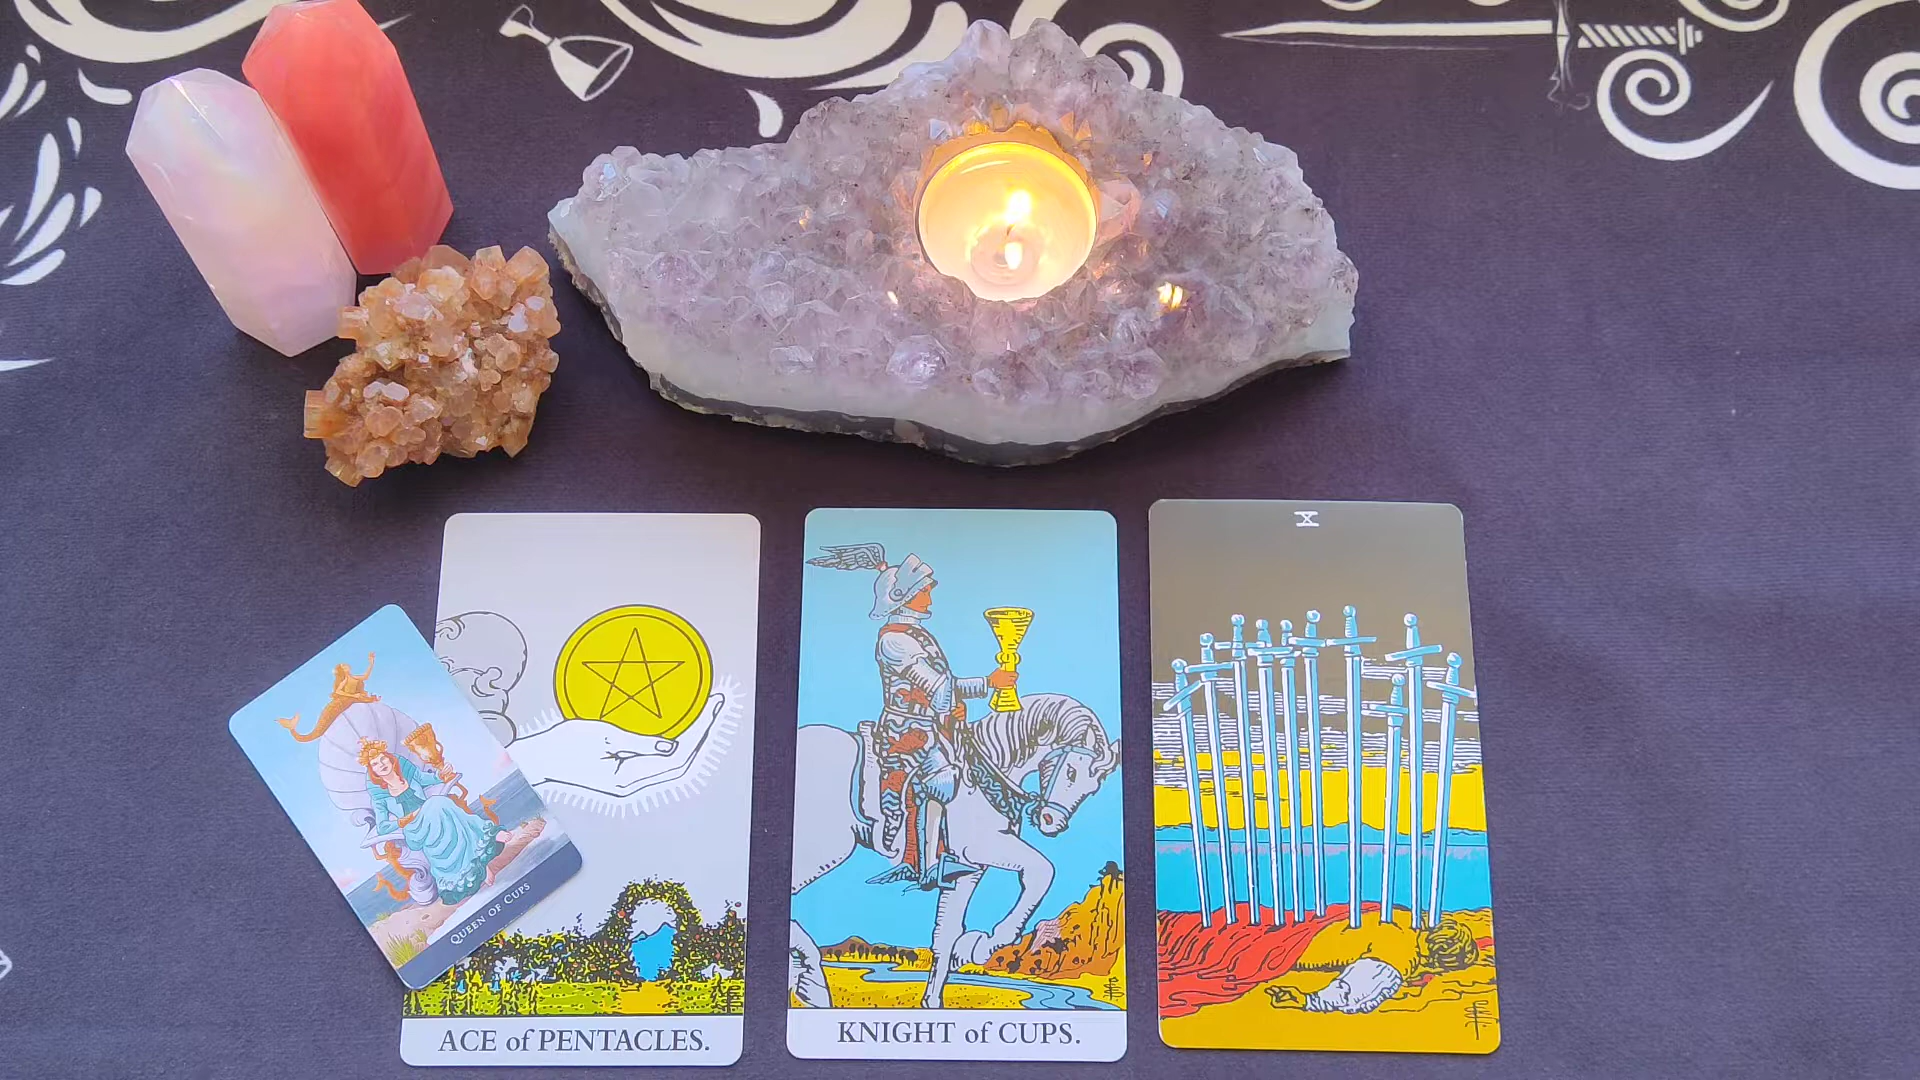 X
QUEEN OF CUPS
ACE of PENTACLES.
KNIGHT of CUPS.